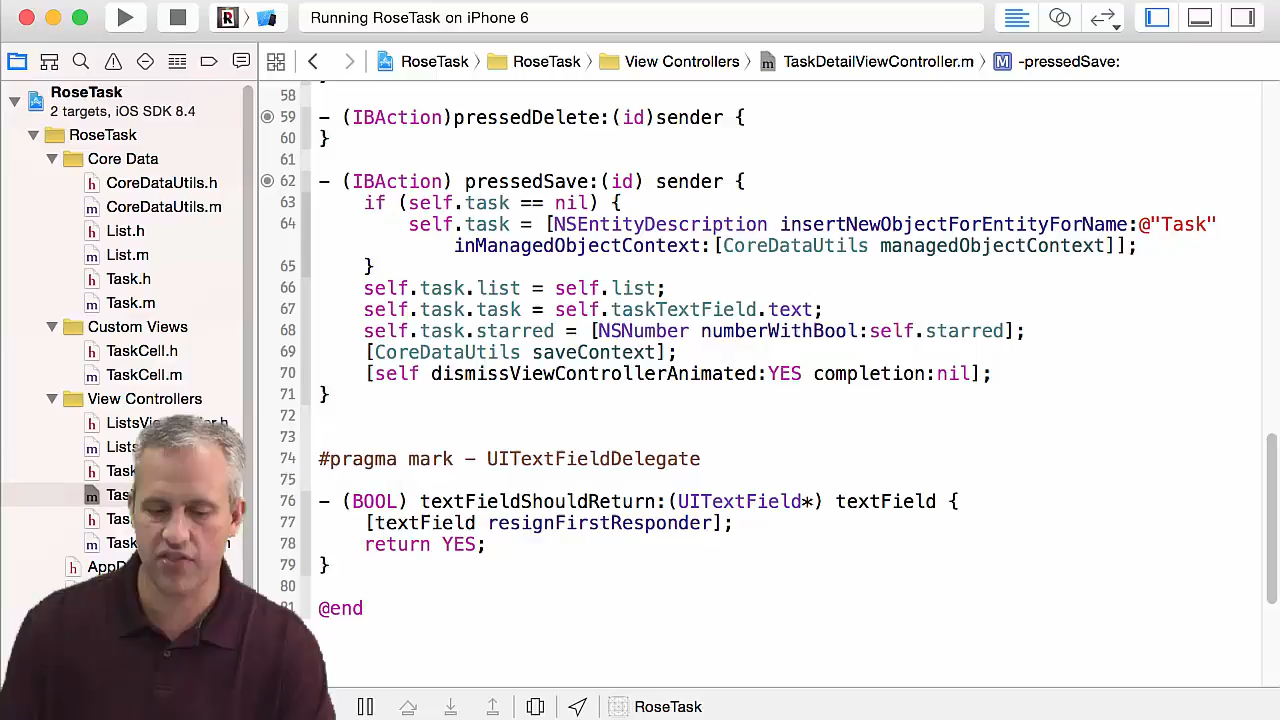 Running RoseTask on iPhone 6
RoseTask
RoseTask
View Controllers
TaskDetailViewController.m
M
-pressedSave:
RoseTask
2 targets, iOS SDK 8.4
RoseTask
Core Data
h CoreDataUtils.h
m CoreDataUtils.m
h List.h
m List.m
h Task.h
m Task.m
Custom Views
h TaskCell.h
m TaskCell.m
View Controllers
h
m
h
m
h
m
58
59 - (IBAction)pressedDelete:(id)sender {
60 }
61
62 - (IBAction) pressedSave:(id) sender {
63 if (self.task == nil) {
64 self.task = [NSEntityDescription insertNewObjectForEntityForName:@"Task"
inManagedObjectContext:[CoreDataUtils managedObjectContext]];
65 }
66 self.task.list = self.list;
67 self.task.task = self.taskTextField.text;
68 self.task.starred = [NSNumber numberWithBool:self.starred];
69 [CoreDataUtils saveContext];
70 [self dismissViewControllerAnimated:YES completion:nil];
71 }
72
73
74 #pragma mark - UITextFieldDelegate
75
76 - (BOOL) textFieldShouldReturn:(UITextField*) textField {
77 [textField resignFirstResponder];
78 return YES;
79 }
80
@end
RoseTask